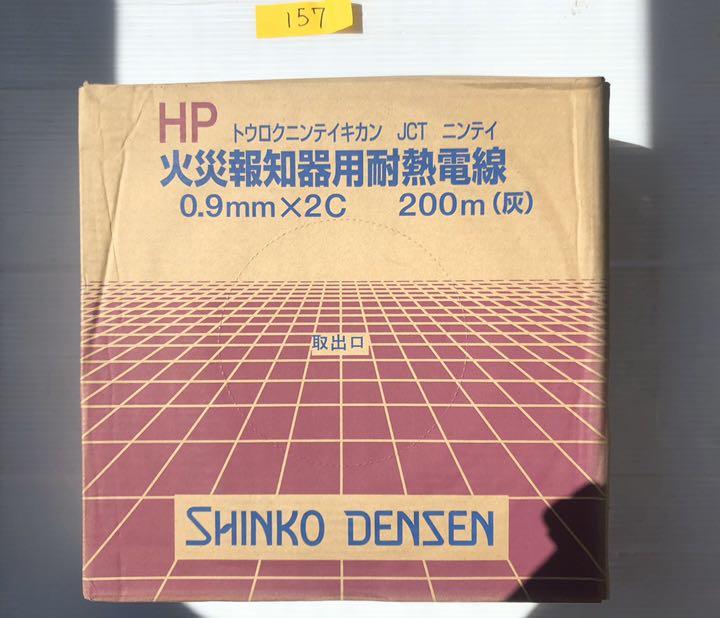 157
HP トウロクニンテイキカン JCT ニンテイ
火災報知器用耐熱電線
0.9mm×2C 200m(灰)
取出口
SHINKO DENSEN